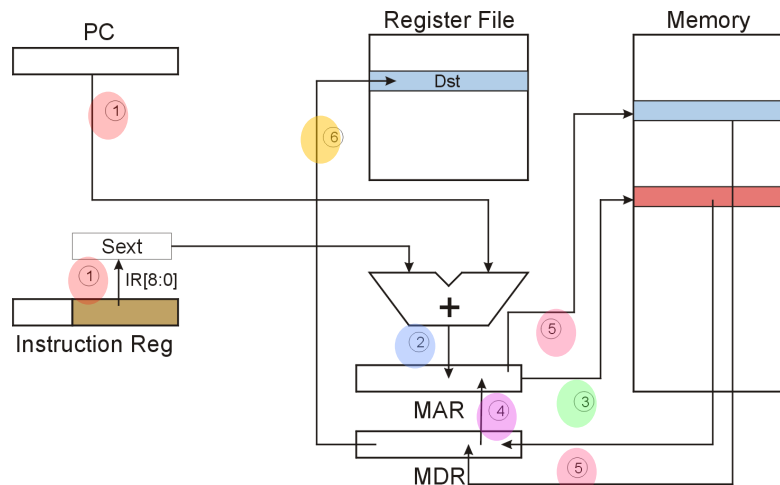 PC
Register File
Memory
Dst
①
⑥
Sext
①
IR[8:0]
Instruction Reg
+
②
⑤
MAR
③
④
MDR
⑤